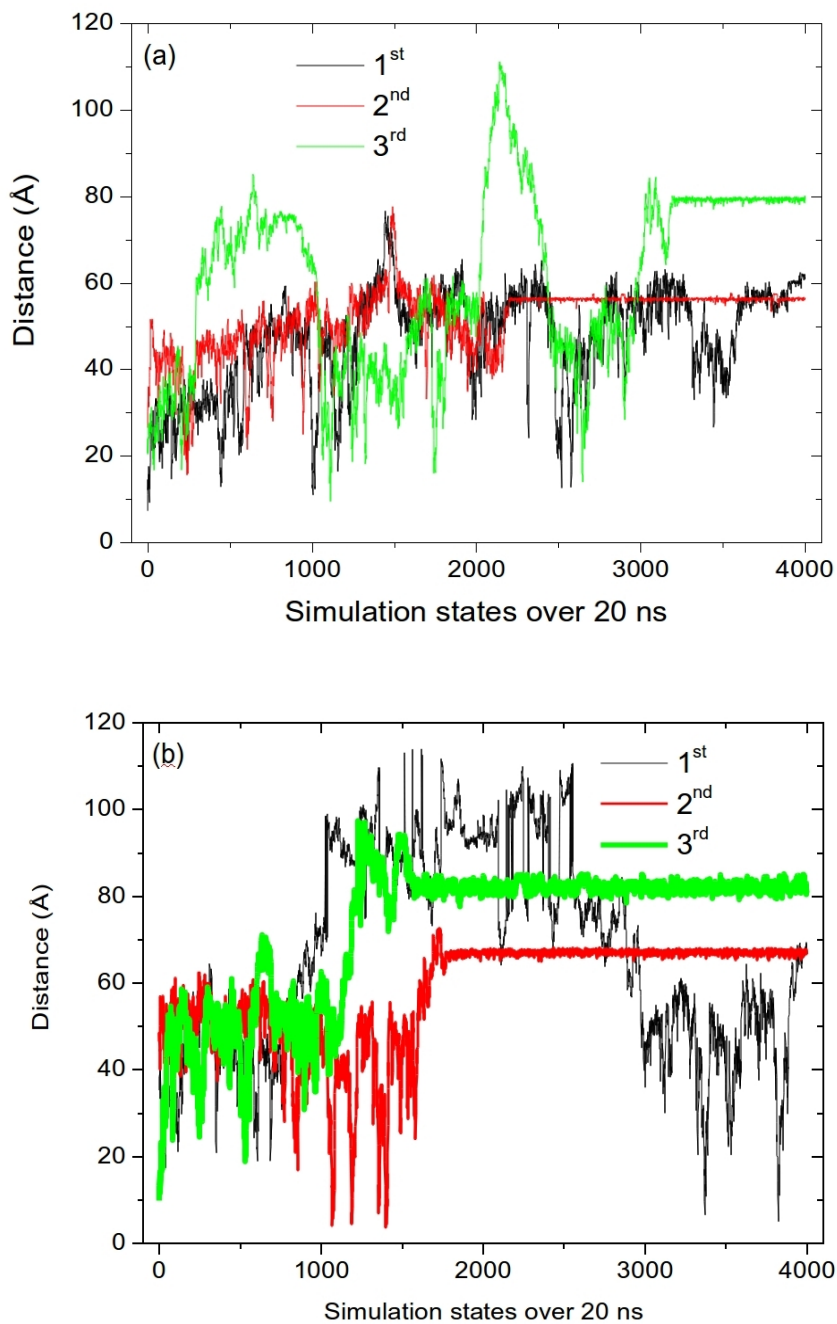 (a)
1st
2nd
3rd
120
100
80
60
40
20
0
Distance (Å)
0 1000 2000 3000 4000
Simulation states over 20 ns
(b)
1st
2nd
3rd
120
100
80
60
40
20
0
Distance (Å)
0 1000 2000 3000 4000
Simulation states over 20 ns